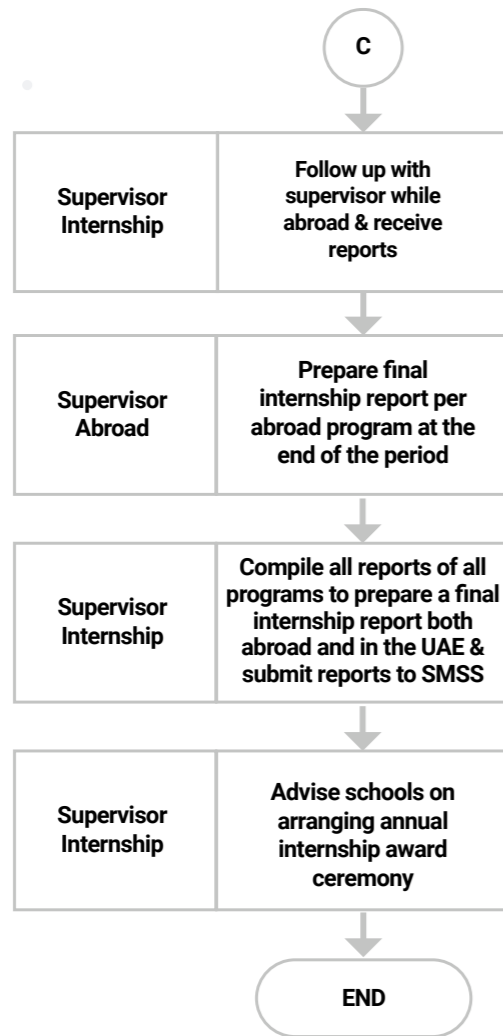 C
Supervisor
Internship
Follow up with
supervisor while
abroad & receive
reports
Supervisor
Abroad
Prepare final
internship report per
abroad program at the
end of the period
Supervisor
Internship
Compile all reports of all
programs to prepare a final
internship report both
abroad and in the UAE &
submit reports to SMSS
Supervisor
Internship
Advise schools on
arranging annual
internship award
ceremony
END